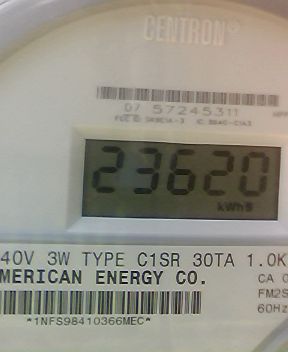 CENTRON®
07 57245311
23620
kWh
40V 3W TYPE C1SR 30TA 1.0K
MERICAN ENERGY CO.
CA 0
FM2S
60Hz
*1NFS98410366MEC*